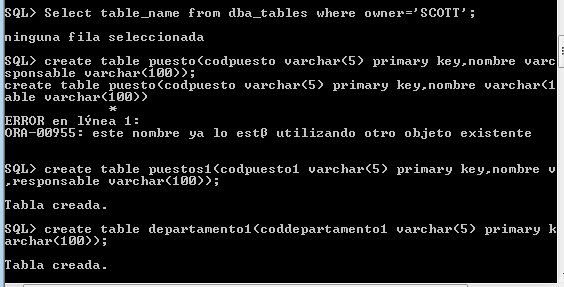 SQL> Select table_name from dba_tables where owner='SCOTT';
ninguna fila seleccionada
SQL> create table puesto(codpuesto varchar(5) primary key,nombre varc
sponsable varchar(100));
create table puesto(codpuesto varchar(5) primary key,nombre varchar(1
able varchar(100))
*
ERROR en lýnea 1:
ORA-00955: este nombre ya lo estß utilizando otro objeto existente
SQL> create table puestos1(codpuesto1 varchar(5) primary key,nombre v
,responsable varchar(100));
Tabla creada.
SQL> create table departamento1(coddepartamento1 varchar(5) primary k
archar(100));
Tabla creada.